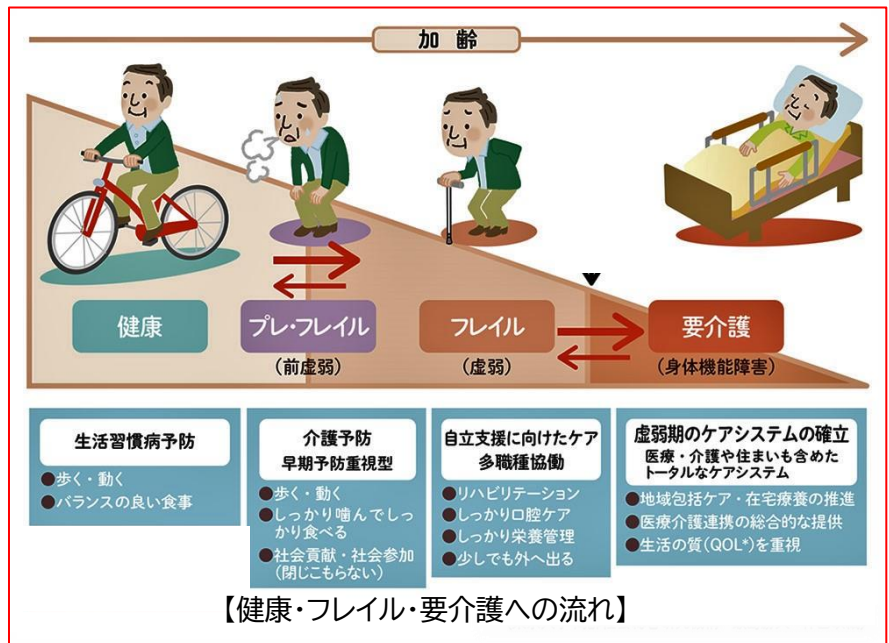 加齢
健康
プレ・フレイル
(前虚弱)
フレイル
(虚弱)
要介護
(身体機能障害)
生活習慣病予防
●歩く・動く
●バランスの良い食事
介護予防
早期予防重視型
●歩く・動く
●しっかり噛んでしっ
かり食べる
●社会貢献・社会参加
(閉じこもらない)
自立支援に向けたケア
多職種協働
●リハビリテーション
●しっかり口腔ケア
●しっかり栄養管理
●少しでも外へ出る
虚弱期のケアシステムの確立
医療・介護や住まいも含めた
トータルなケアシステム
●地域包括ケア・在宅療養の推進
●医療介護連携の総合的な提供
●生活の質(QOL*)を重視
【健康・フレイル・要介護への流れ】